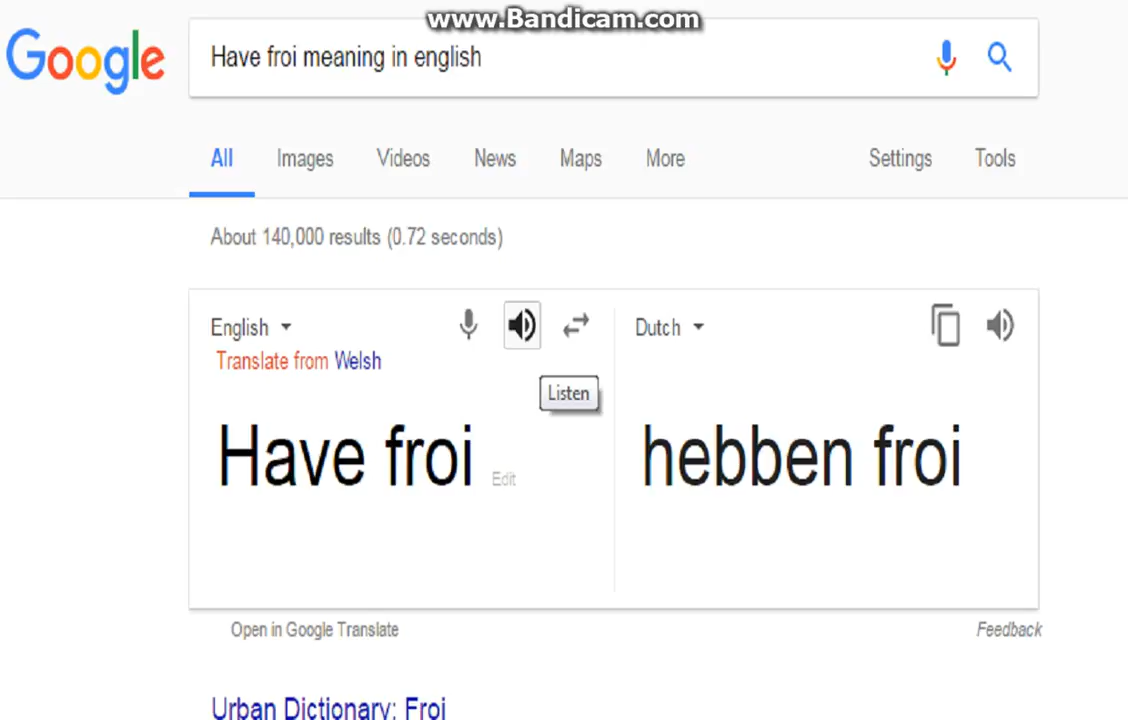 www.Bandicam.com
Google
Have froi meaning in english
All Images Videos News Maps More Settings Tools
About 140,000 results (0.72 seconds)
English Dutch
Translate from Welsh
Listen
Have froi Edit hebben froi
Open in Google Translate Feedback
Urban Dictionary: Froi